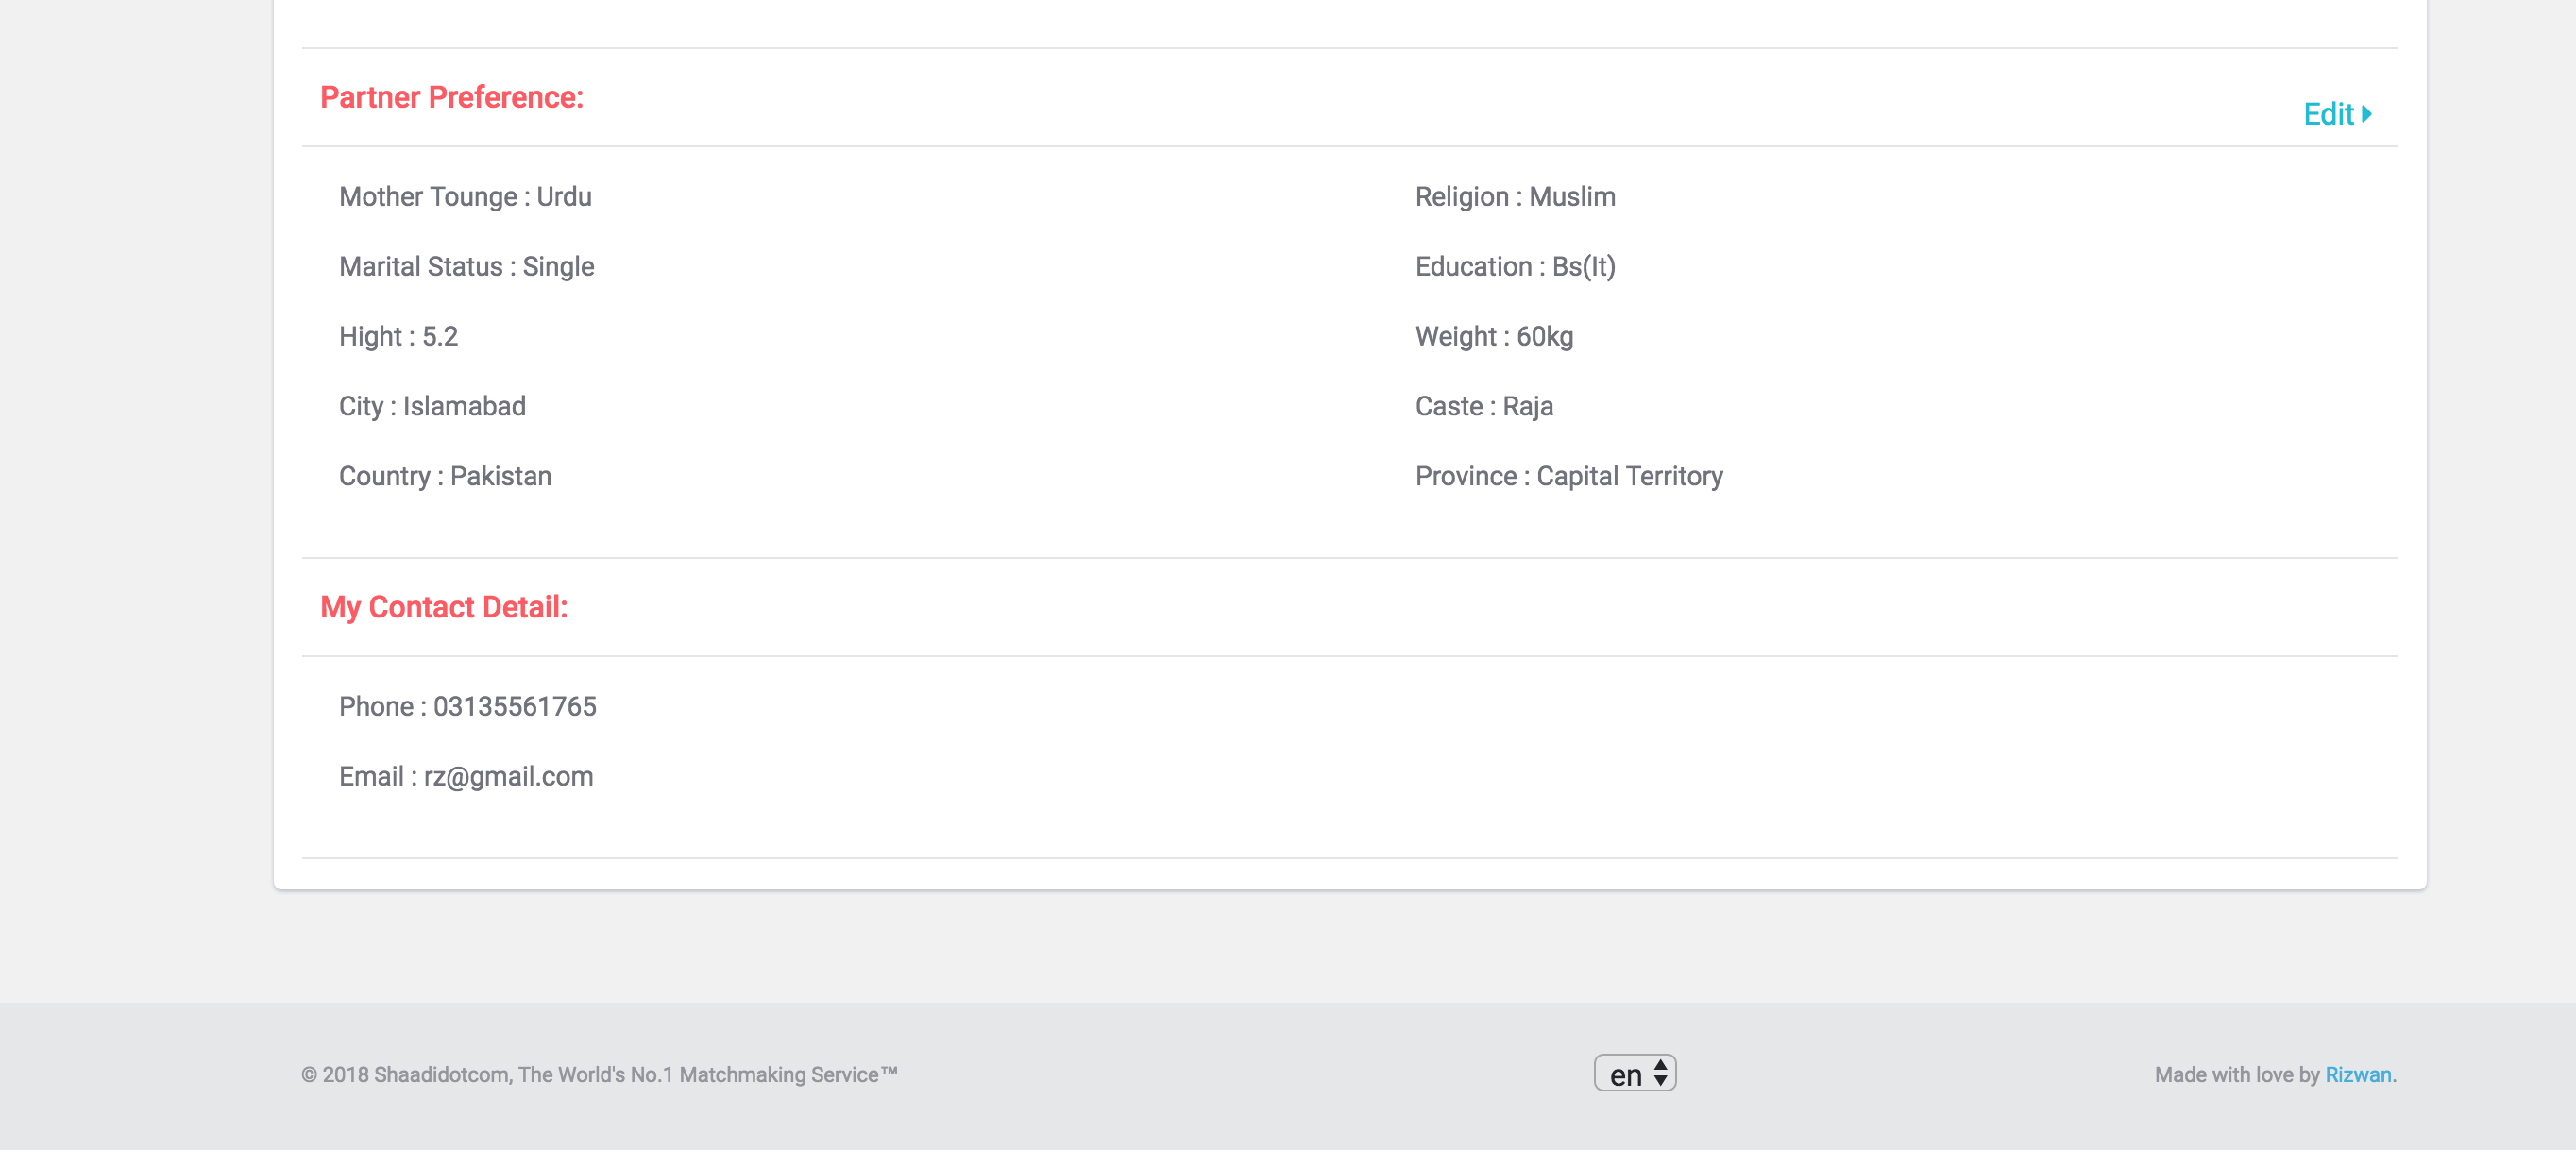 Partner Preference:
Edit
Mother Tounge : Urdu
Religion : Muslim
Marital Status : Single
Education : Bs(It)
Hight : 5.2
Weight : 60kg
City : Islamabad
Caste : Raja
Country : Pakistan
Province : Capital Territory
My Contact Detail:
Phone : 03135561765
Email : rz@gmail.com
© 2018 Shaadidotcom, The World's No.1 Matchmaking Service™
en
Made with love by Rizwan.